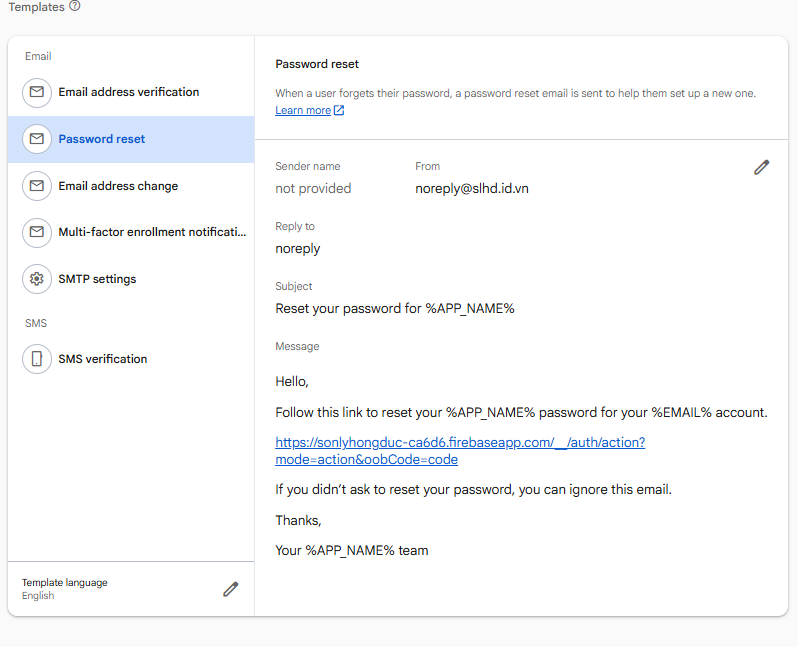 Templates
Email
Email address verification
Password reset
Email address change
Multi-factor enrollment notificati...
SMTP settings
SMS
SMS verification
Template language
English
Password reset
When a user forgets their password, a password reset email is sent to help them set up a new one.
Learn more
Sender name
not provided
From
noreply@slhd.id.vn
Reply to
noreply
Subject
Reset your password for %APP_NAME%
Message
Hello,
Follow this link to reset your %APP_NAME% password for your %EMAIL% account.
https://sonlyhongduc-ca6d6.firebaseapp.com/__/auth/action?
mode=action&oobCode=code
If you didn’t ask to reset your password, you can ignore this email.
Thanks,
Your %APP_NAME% team